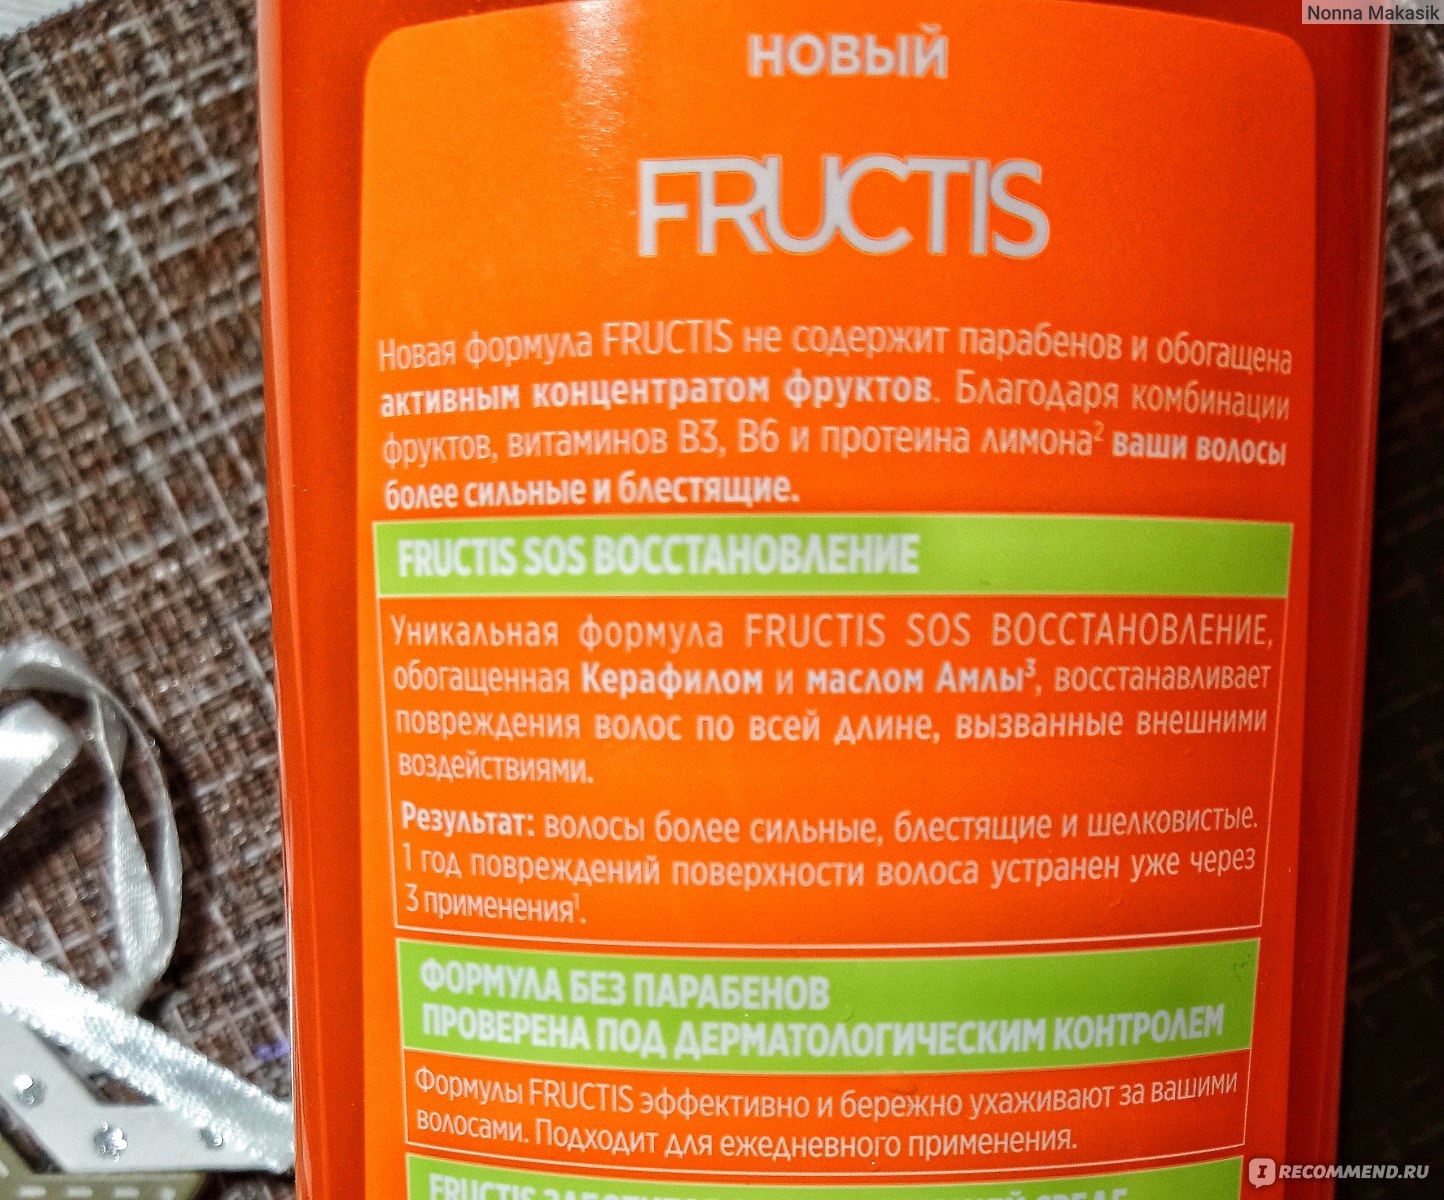 Nonna Makasik
НОВЫЙ
FRUCTIS
Новая формула FRUCTIS не содержит парабенов и обогащена
активным концентратом фруктов. Благодаря комбинации
фруктов, витаминов B3, B6 и протеина лимона² ваши волосы
более сильные и блестящие.
FRUCTIS SOS ВОССТАНОВЛЕНИЕ
Уникальная формула FRUCTIS SOS ВОССТАНОВЛЕНИЕ,
обогащенная Керафилом и маслом Амлы³, восстанавливает
повреждения волос по всей длине, вызванные внешними
воздействиями.
Результат: волосы более сильные, блестящие и шелковистые.
1 год повреждений поверхности волоса устранен уже через
3 применения¹.
ФОРМУЛА БЕЗ ПАРАБЕНОВ
ПРОВЕРЕНА ПОД ДЕРМАТОЛОГИЧЕСКИМ КОНТРОЛЕМ
Формулы FRUCTIS эффективно и бережно ухаживают за вашими
волосами. Подходит для ежедневного применения.
FRUCTIS СРЕДЕ
IRECOMMEND.RU